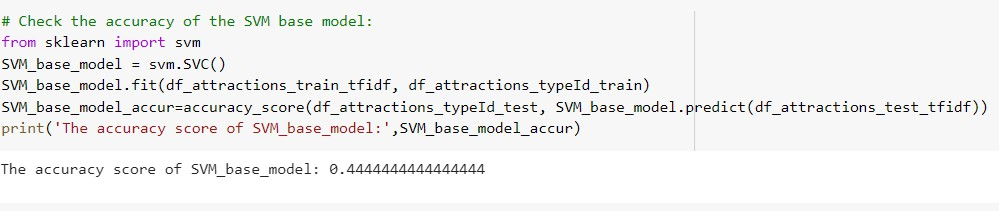 # Check the accuracy of the SVM base model:
from sklearn import svm
SVM_base_model = svm.SVC()
SVM_base_model.fit(df_attractions_train_tfidf, df_attractions_typeId_train)
SVM_base_model_accur=accuracy_score(df_attractions_typeId_test, SVM_base_model.predict(df_attractions_test_tfidf))
print('The accuracy score of SVM_base_model:',SVM_base_model_accur)
The accuracy score of SVM_base_model: 0.4444444444444444